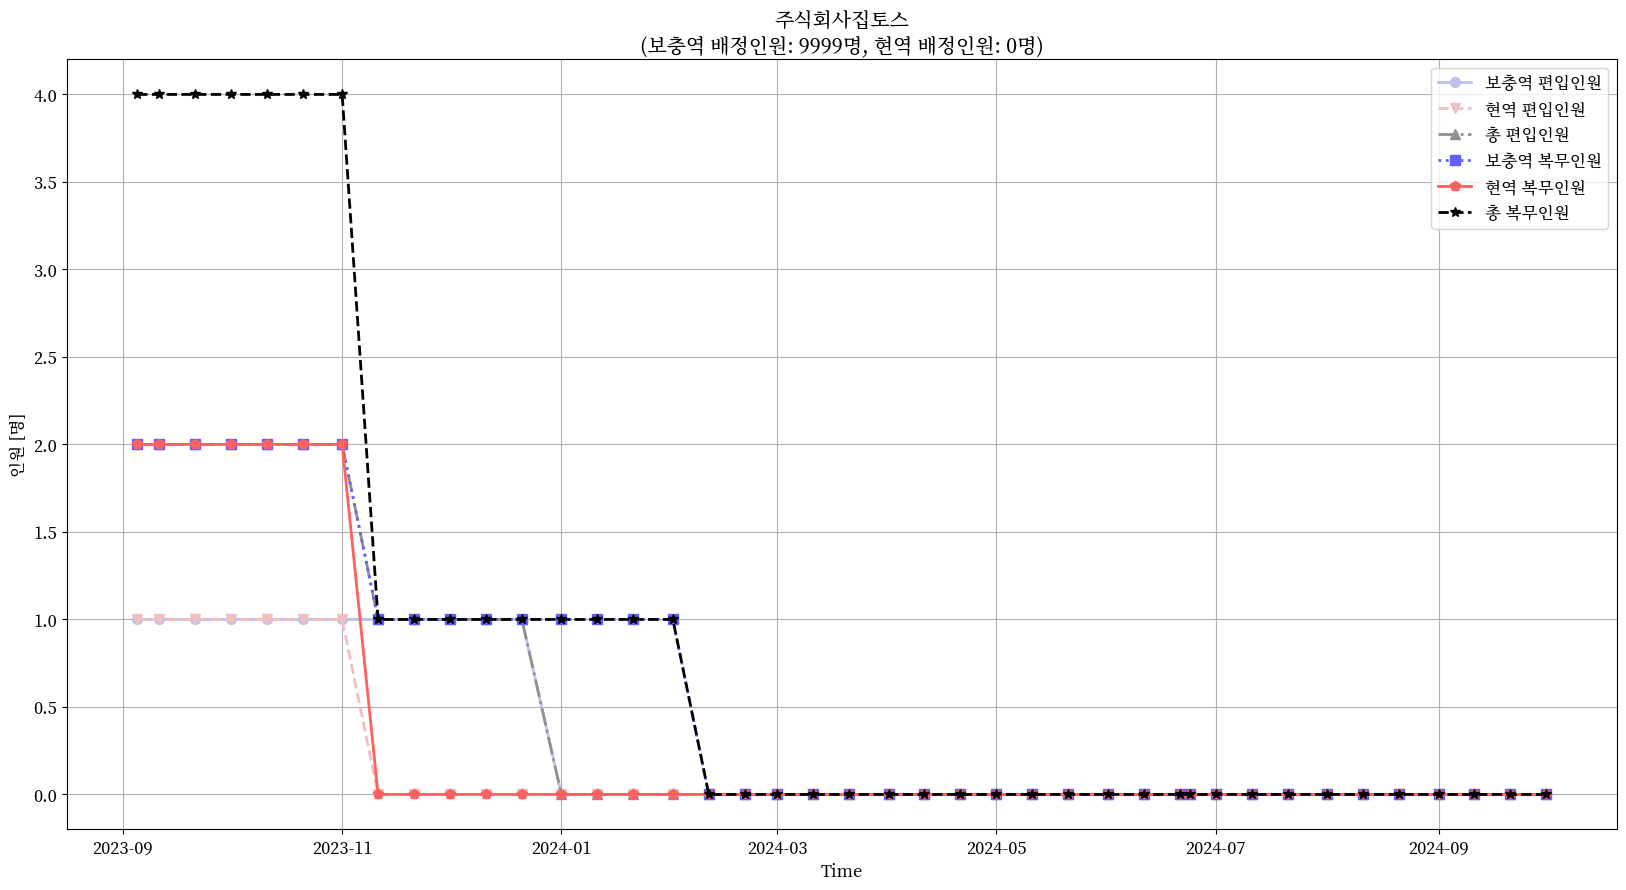 주식회사집토스
(보충역 배정인원: 9999명, 현역 배정인원: 0명)
보충역 편입인원
현역 편입인원
총 편입인원
보충역 복무인원
현역 복무인원
총 복무인원
4.0
3.5
3.0
2.5
2.0
1.5
1.0
0.5
0.0
인원 [명]
2023-09
2023-11
2024-01
2024-03
2024-05
2024-07
2024-09
Time